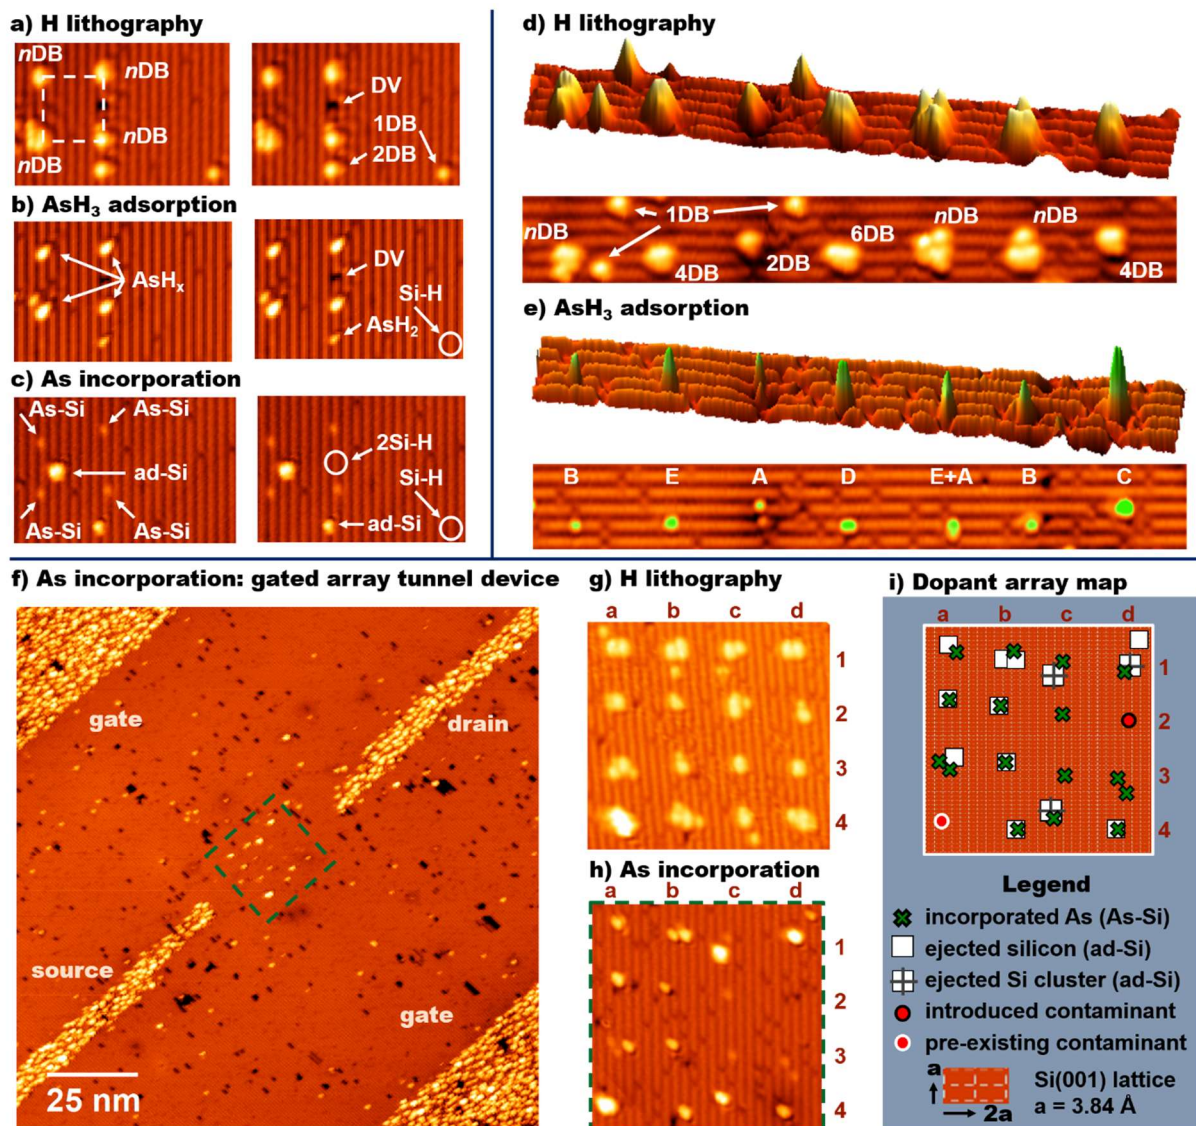 a) H lithography
nDB
nDB
nDB
nDB
DV
1DB
2DB
b) AsH₃ adsorption
AsHₓ
DV
Si-H
AsH₂
c) As incorporation
As-Si
As-Si
ad-Si
As-Si
As-Si
2Si-H
Si-H
ad-Si
d) H lithography
nDB
1DB
4DB
2DB
6DB
nDB
nDB
4DB
e) AsH₃ adsorption
B E A D E+A B C
f) As incorporation: gated array tunnel device
gate
drain
source
gate
25 nm
g) H lithography
a b c d
1
2
3
4
h) As incorporation
a b c d
1
2
3
4
i) Dopant array map
a b c d
1
2
3
4
Legend
incorporated As (As-Si)
ejected silicon (ad-Si)
ejected Si cluster (ad-Si)
introduced contaminant
pre-existing contaminant
a
2a
Si(001) lattice
a = 3.84 Å